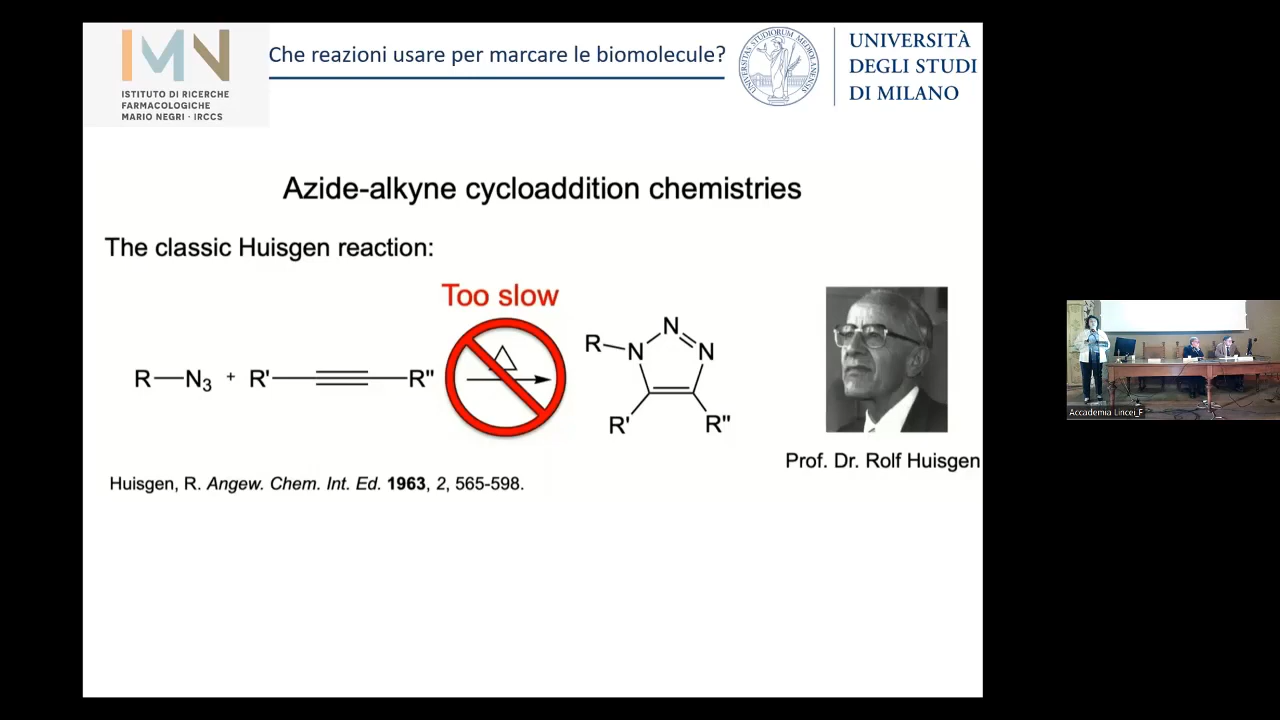 IMN
ISTITUTO DI RICERCHE
FARMACOLOGICHE
MARIO NEGRI · IRCCS
Che reazioni usare per marcare le biomolecule?
UNIVERSITÀ
DEGLI STUDI
DI MILANO
Azide-alkyne cycloaddition chemistries
The classic Huisgen reaction:
Too slow
R—N3 + R' R"
R N N N
R' R"
Prof. Dr. Rolf Huisgen
Huisgen, R. Angew. Chem. Int. Ed. 1963, 2, 565-598.
Accademia Lincei_F